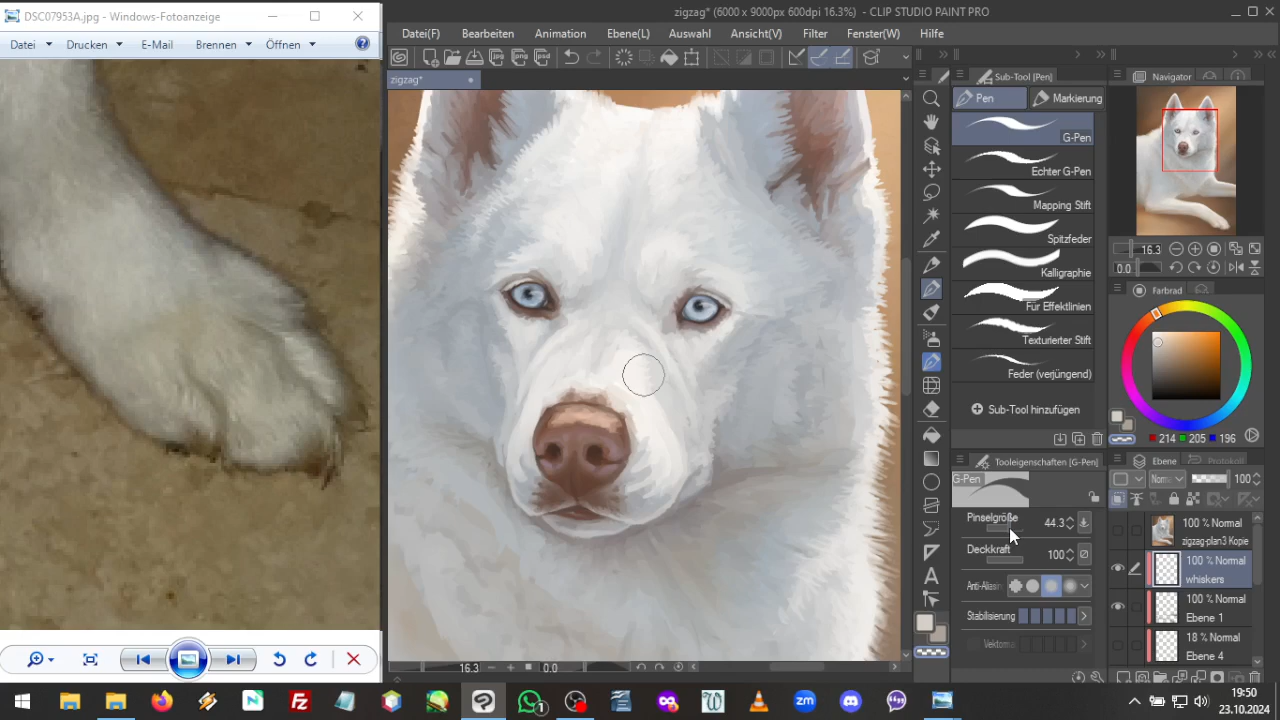 DSC07953A.jpg - Windows-Fotoanzeige
Datei Drucken E-Mail Brennen Öffnen
zigzag* (6000 x 9000px 600dpi 16.3%) - CLIP STUDIO PAINT PRO
Datei(F) Bearbeiten Animation Ebene(L) Auswahl Ansicht(V) Filter Fenster(W) Hilfe
zigzag*
16.3 0.0
Sub-Tool [Pen]
Pen Markierung
G-Pen
Echter G-Pen
Mapping Stift
Spitzfeder
Kalligraphie
Für Effektlinien
Texturierter Stift
Feder (verjüngend)
Sub-Tool hinzufügen
Tooleigenschaften [G-Pen]
G-Pen
Pinselgröße 44.3
Deckkraft 100
Anti-Aliasing
Stabilisierung
Navigator
16.3
0.0
Farbrad
214 205 196
Ebene Protokoll
100
100 % Normal
zigzag-plan3 Kopie
100 % Normal
whiskers
100 % Normal
Ebene 1
18 % Normal
Ebene 4
1
19:50
23.10.2024